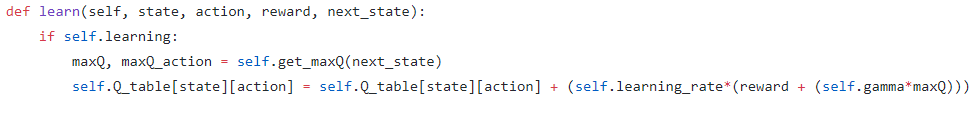 def learn(self, state, action, reward, next_state):
    if self.learning:
        maxQ, maxQ_action = self.get_maxQ(next_state)
        self.Q_table[state][action] = self.Q_table[state][action] + (self.learning_rate*(reward + (self.gamma*maxQ)))